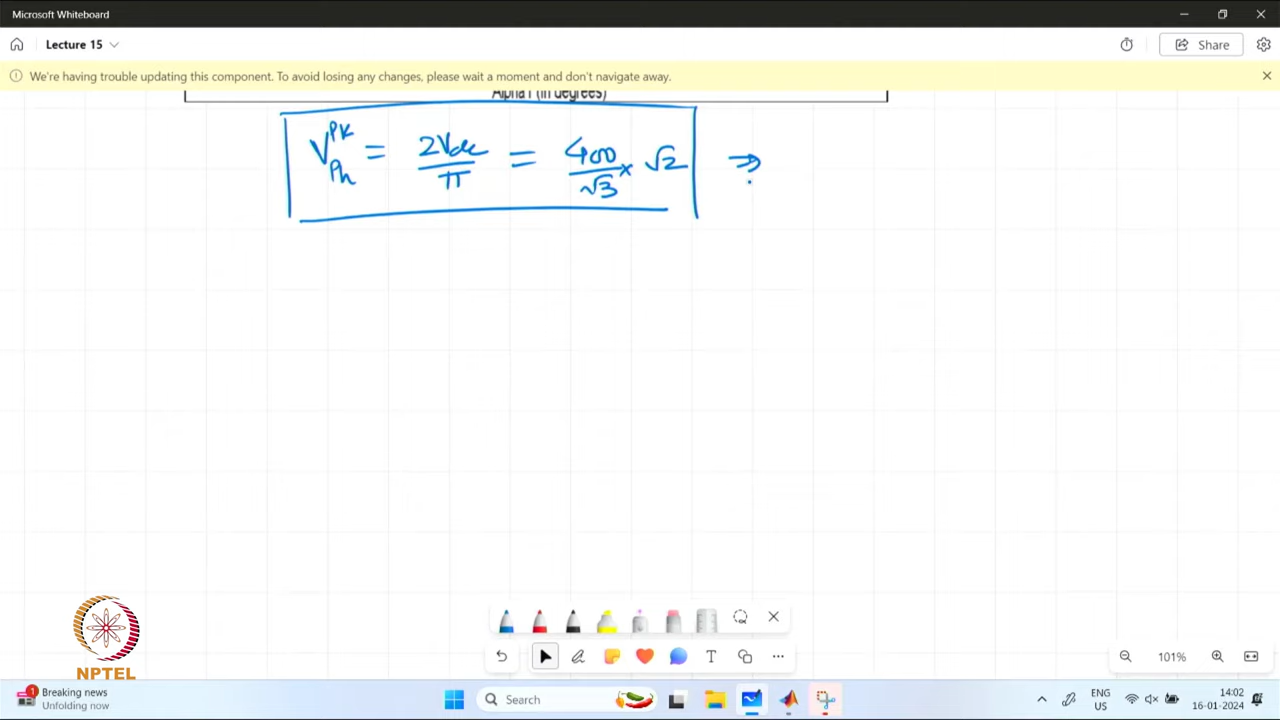 Microsoft Whiteboard
Lecture 15
Share
We're having trouble updating this component. To avoid losing any changes, please wait a moment and don't navigate away.
Alpha1 (in degrees)
V_Ph^PK = 2Vdc/π = 400/√3 × √2 ⇒
NPTEL
101%
Breaking news
Unfolding now
Search
ENG
US
14:02
16-01-2024